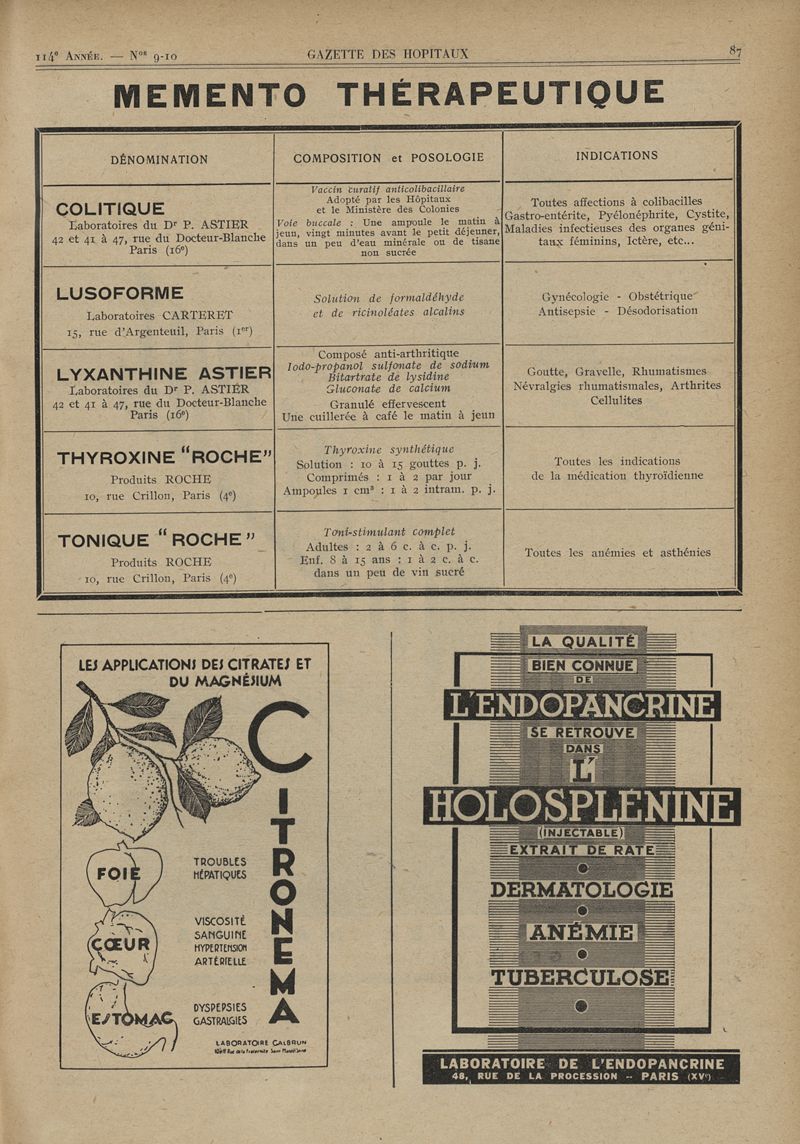 114e ANNÉE. — Nos 9-10
GAZETTE DES HOPITAUX
87
MEMENTO THÉRAPEUTIQUE
DÉNOMINATION
COMPOSITION et POSOLOGIE
INDICATIONS
COLITIQUE
Laboratoires du Dr P. ASTIER
42 et 41 à 47, rue du Docteur-Blanche
Paris (16e)
Vaccin curatif anticolibacillaire
Adopté par les Hôpitaux
et le Ministère des Colonies
Voie buccale : Une ampoule le matin à
jeun, vingt minutes avant le petit déjeuner,
dans un peu d'eau minérale ou de tisane
non sucrée
Toutes affections à colibacilles
Gastro-entérite, Pyélonéphrite, Cystite,
Maladies infectieuses des organes géni-
taux féminins, Ictère, etc...
LUSOFORME
Laboratoires CARTERET
15, rue d'Argenteuil, Paris (1er)
Solution de formaldéhyde
et de ricinoléates alcalins
Gynécologie - Obstétrique
Antisepsie - Désodorisation
LYXANTHINE ASTIER
Laboratoires du Dr P. ASTIER
42 et 41 à 47, rue du Docteur-Blanche
Paris (16e)
Composé anti-arthritique
Iodo-propanol sulfonate de sodium
Bitartrate de lysidine
Gluconate de calcium
Granulé effervescent
Une cuillerée à café le matin à jeun
Goutte, Gravelle, Rhumatismes
Névralgies rhumatismales, Arthrites
Cellulites
THYROXINE "ROCHE"
Produits ROCHE
10, rue Crillon, Paris (4e)
Thyroxine synthétique
Solution : 10 à 15 gouttes p. j.
Comprimés : 1 à 2 par jour
Ampoules 1 cm3 : 1 à 2 intram. p. j.
Toutes les indications
de la médication thyroïdienne
TONIQUE "ROCHE"
Produits ROCHE
10, rue Crillon, Paris (4e)
Toni-stimulant complet
Adultes : 2 à 6 c. à c. p. j.
Enf. 8 à 15 ans : 1 à 2 c. à c.
dans un peu de vin sucré
Toutes les anémies et asthénies
LES APPLICATIONS DES CITRATES ET
DU MAGNÉSIUM
CITRONEMA
FOIE
TROUBLES
HÉPATIQUES
CŒUR
VISCOSITÉ
SANGUINE
HYPERTENSION
ARTÉRIELLE
ESTOMAC
DYSPEPSIES
GASTRALGIES
LABORATOIRE GALBRUN
LA QUALITÉ
BIEN CONNUE
DE
L'ENDOPANCRINE
SE RETROUVE
DANS
L'
HOLOSPLÉNINE
(INJECTABLE)
EXTRAIT DE RATE
DERMATOLOGIE
ANÉMIE
TUBERCULOSE
LABORATOIRE DE L'ENDOPANCRINE
48, RUE DE LA PROCESSION — PARIS (XVe)